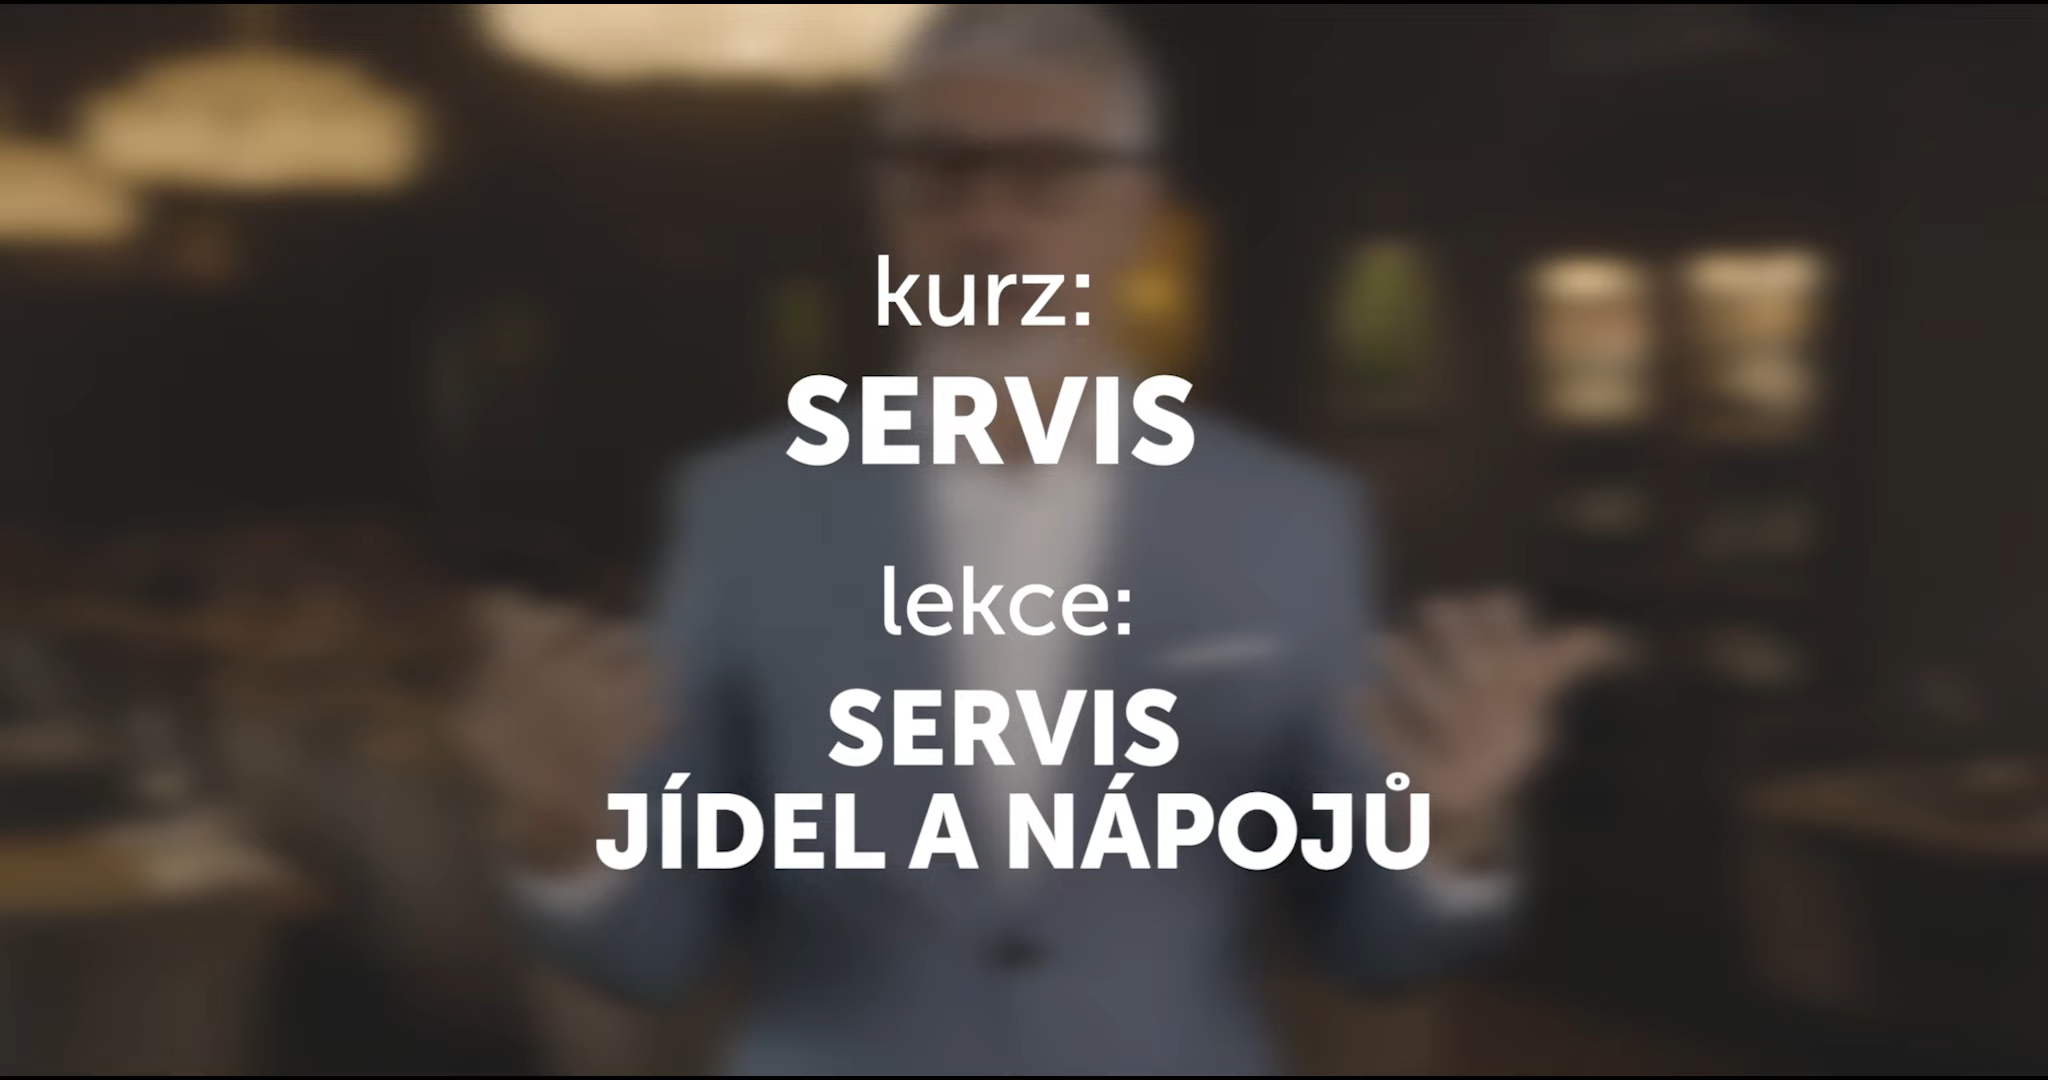 kurz:
SERVIS
lekce:
SERVIS
JÍDEL A NÁPOJŮ